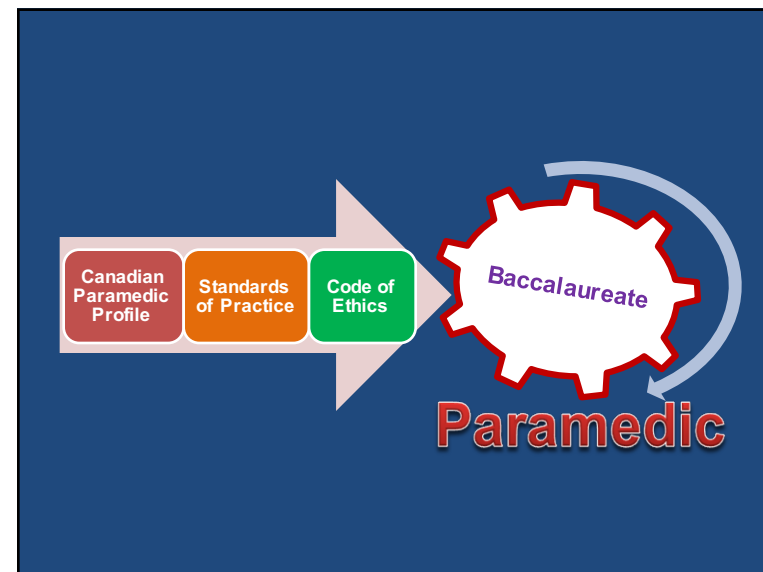 Canadian
Paramedic
Profile
Standards
of Practice
Code of
Ethics
Baccalaureate
Paramedic